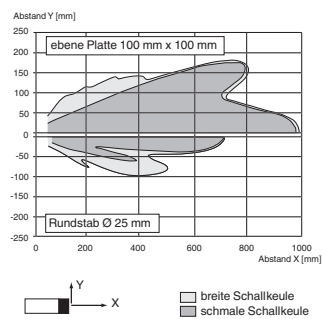 Abstand Y [mm]
250
ebene Platte 100 mm x 100 mm
200
150
100
50
0
0
-50
-100
-150
-200
Rundstab Ø 25 mm
-250
0 200 400 600 800 1000
Abstand X [mm]
Y
X
breite Schallkeule
schmale Schallkeule